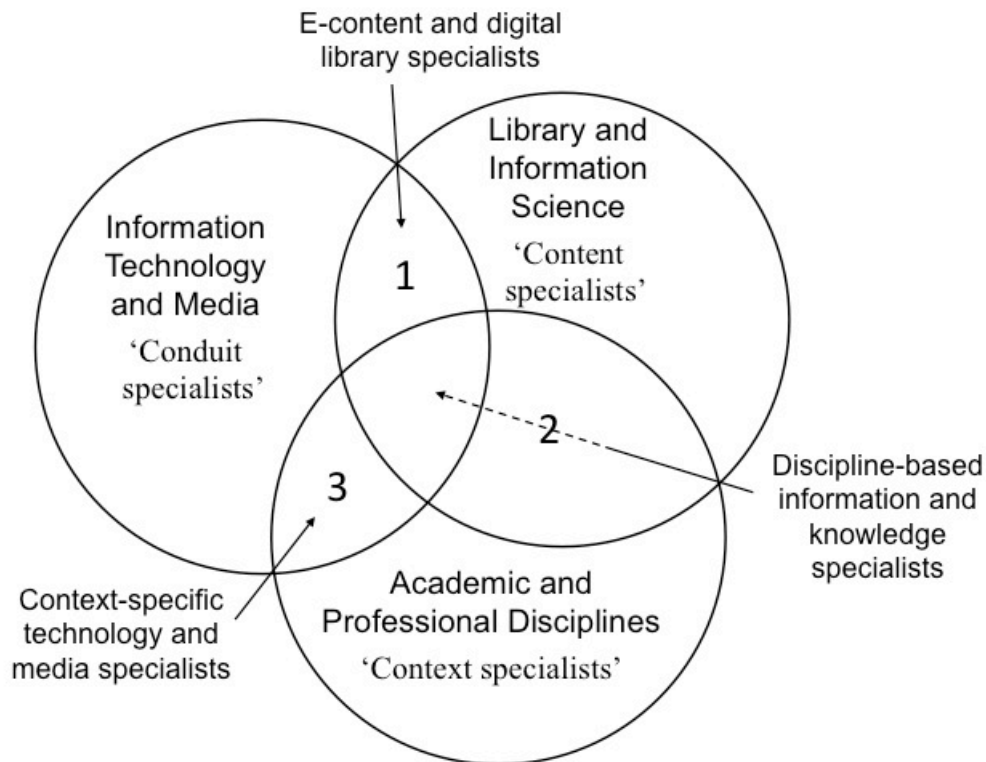 E-content and digital
library specialists
Library and
Information
Science
‘Content
specialists’
Information
Technology
and Media
‘Conduit
specialists’
1
2
3
Discipline-based
information and
knowledge
specialists
Context-specific
technology and
media specialists
Academic and
Professional Disciplines
‘Context specialists’